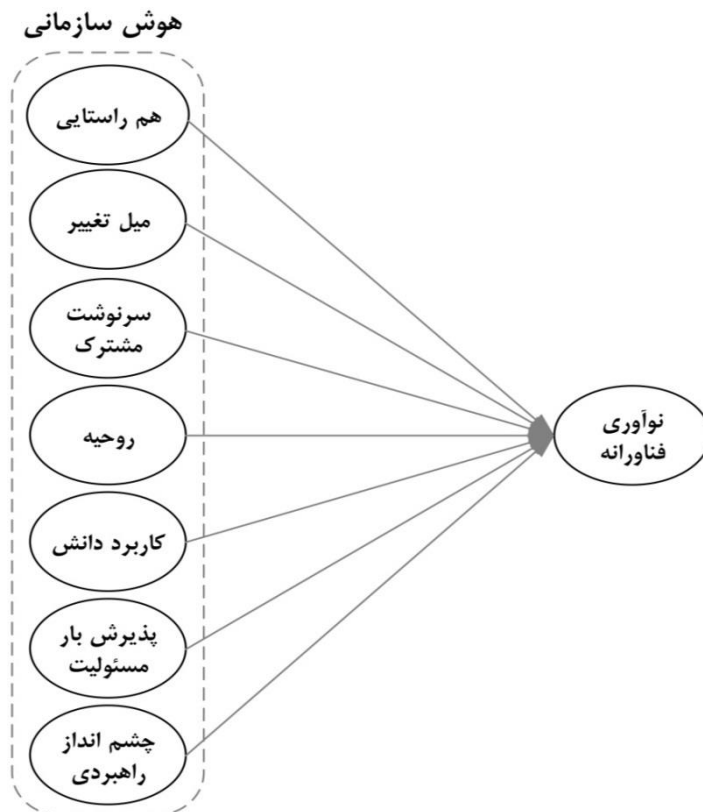 هوش سازمانی
هم راستایی
میل تغییر
سرنوشت
مشترک
روحیه
کاربرد دانش
پذیرش بار
مسئولیت
چشم انداز
راهبردی
نوآوری
فناورانه